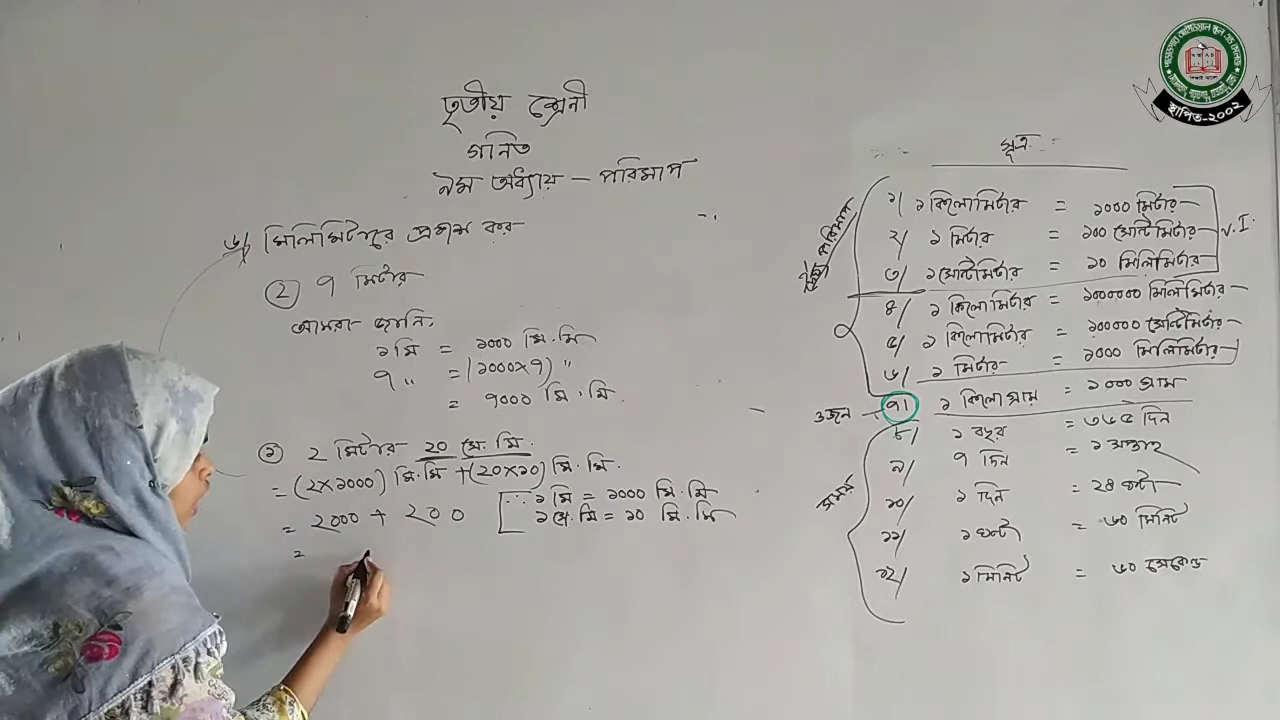 তৃতীয় শ্রেনী
গনিত
৯ম অধ্যায় – পরিমাপ
৬/ মিলিমিটারে প্রকাশ কর
(২) ৭ মিটার
আমরা জানি,
১ মি = ১০০০ মি.মি
৭ " = (১০০০×৭) "
= ৭০০০ মি.মি.
(১) ২ মিটার ২০ সে.মি.
= (২×১০০০) মি.মি + (২০×১০) মি.মি.
= ২০০০ + ২০০
[∵ ১ মি = ১০০০ মি.মি
১ সে.মি = ১০ মি.মি
=
সূত্র
১/ ১ কিলোমিটার = ১০০০ মিটার
২/ ১ মিটার = ১০০ সেন্টিমিটার
৩/ ১ সেন্টিমিটার = ১০ মিলিমিটার
V.I
৪/ ১ কিলোমিটার = ১০০০০০০ মিলিমিটার
৫/ ১ কিলোমিটার = ১০০০০০ সেন্টিমিটার
৬/ ১ মিটার = ১০০০ মিলিমিটার
পরিমাপ
ওজন – ৭। ১ কিলোগ্রাম = ১০০০ গ্রাম
৮/ ১ বছর = ৩৬৫ দিন
৯/ ৭ দিন = ১ সপ্তাহ
১০/ ১ দিন = ২৪ ঘন্টা
১১/ ১ ঘন্টা = ৬০ মিনিট
১২/ ১ মিনিট = ৬০ সেকেন্ড
সময়
স্থাপিত-২০০২